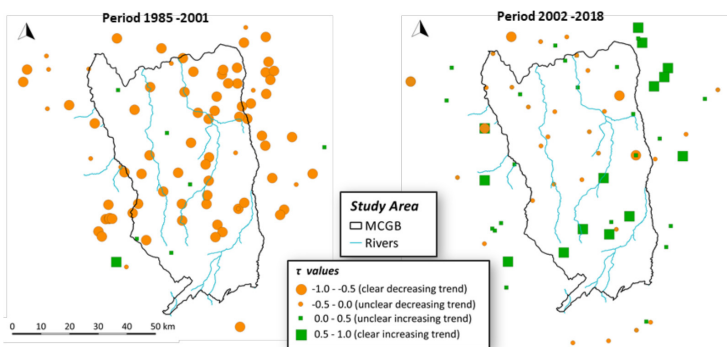 Period 1985 -2001
Period 2002 -2018
Study Area
MCGB
Rivers
τ values
-1.0 - -0.5 (clear decreasing trend)
-0.5 - 0.0 (unclear decreasing trend)
0.0 - 0.5 (unclear increasing trend)
0.5 - 1.0 (clear increasing trend)
0 10 20 30 40 50 km